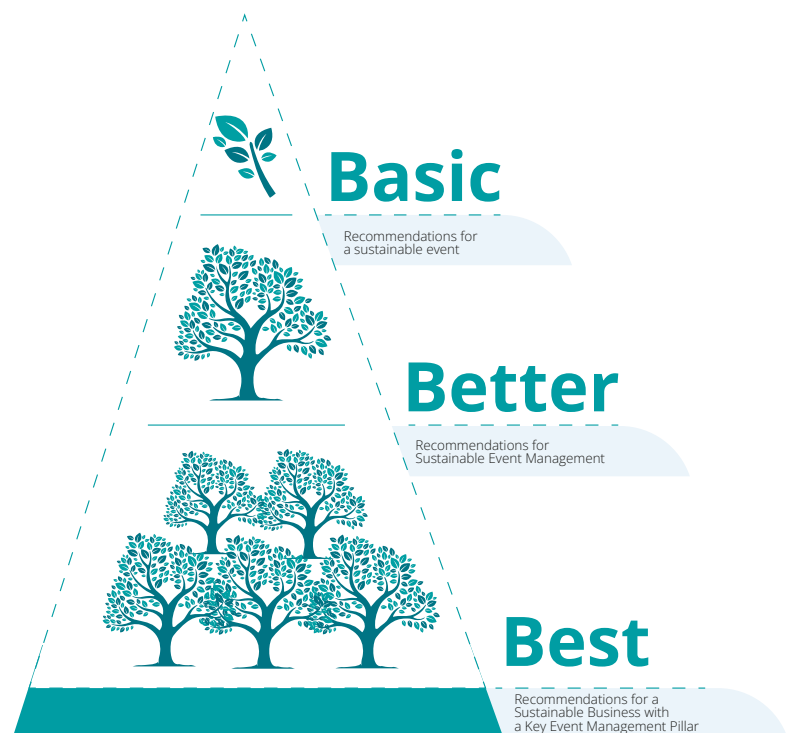 Basic
Recommendations for
a sustainable event
Better
Recommendations for
Sustainable Event Management
Best
Recommendations for a
Sustainable Business with
a Key Event Management Pillar